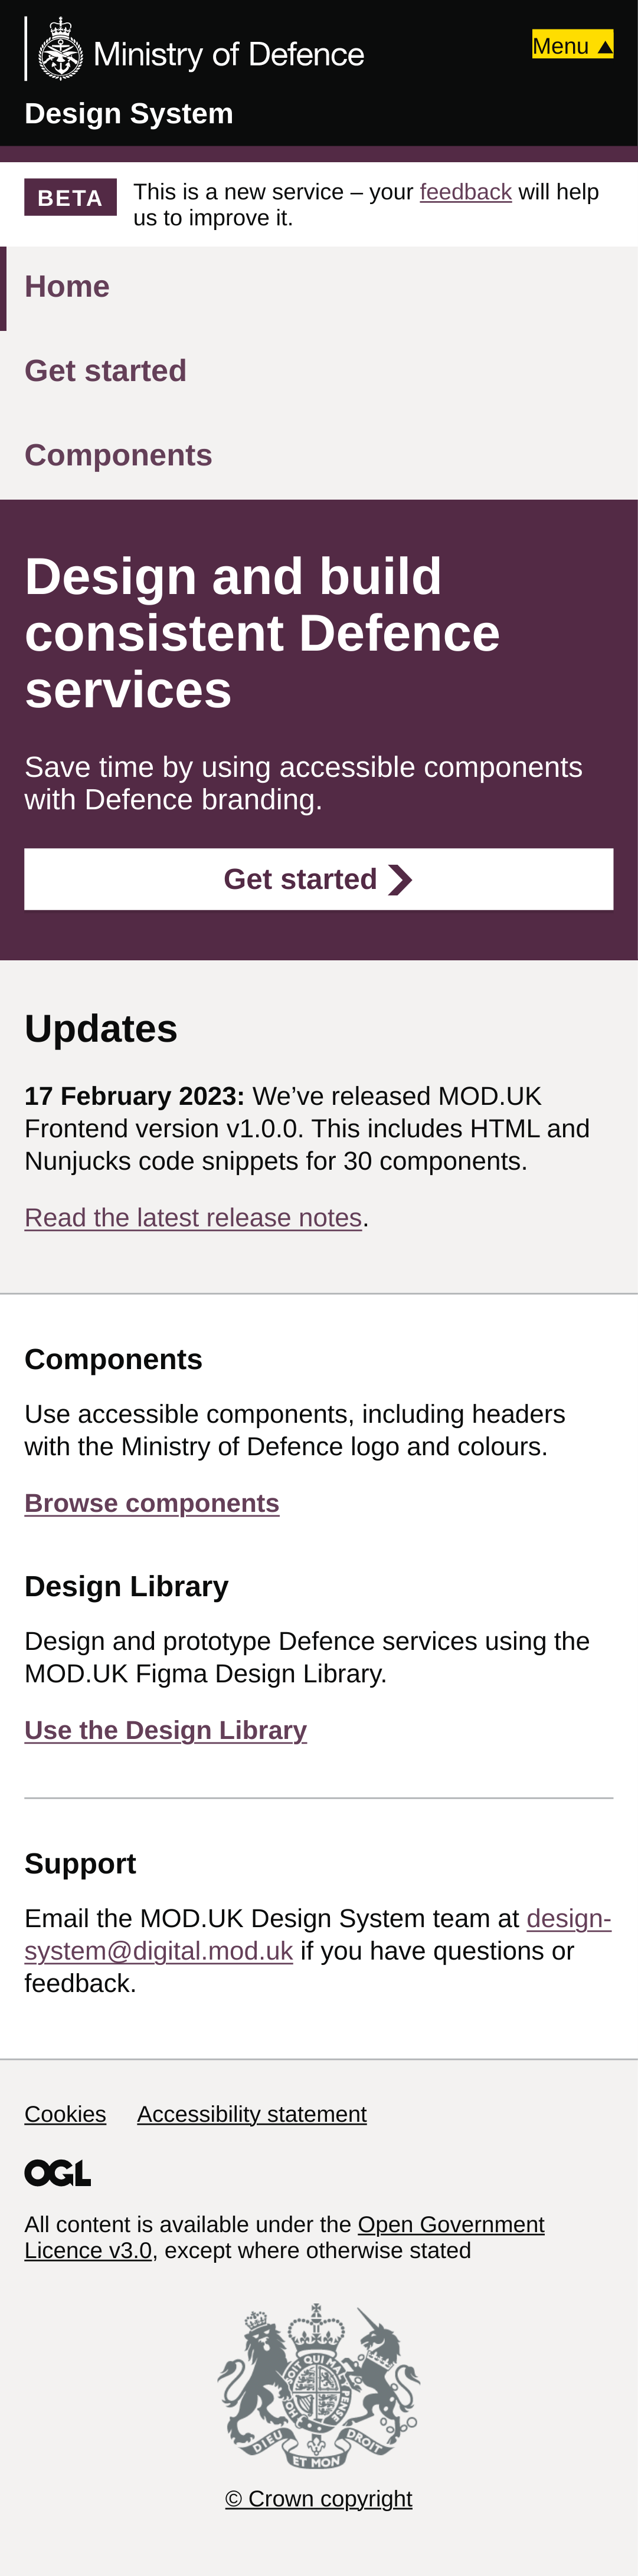 Ministry of Defence
Menu ▲
Design System
BETA
This is a new service – your feedback will help
us to improve it.
Home
Get started
Components
Design and build
consistent Defence
services
Save time by using accessible components
with Defence branding.
Get started
Updates
17 February 2023: We’ve released MOD.UK
Frontend version v1.0.0. This includes HTML and
Nunjucks code snippets for 30 components.
Read the latest release notes.
Components
Use accessible components, including headers
with the Ministry of Defence logo and colours.
Browse components
Design Library
Design and prototype Defence services using the
MOD.UK Figma Design Library.
Use the Design Library
Support
Email the MOD.UK Design System team at design-
system@digital.mod.uk if you have questions or
feedback.
Cookies Accessibility statement
OGL
All content is available under the Open Government
Licence v3.0, except where otherwise stated
DIEU ET MON DROIT
© Crown copyright